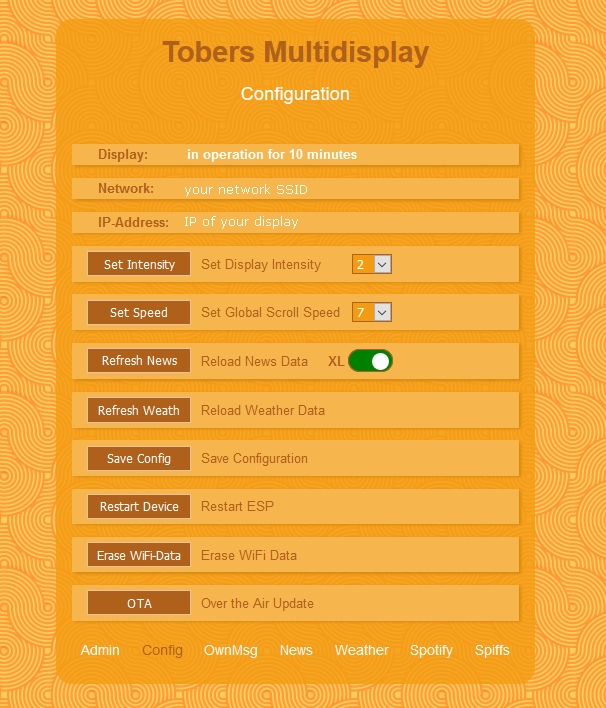 Tobers Multidisplay
Configuration
Display: in operation for 10 minutes
Network: your network SSID
IP-Address: IP of your display
Set Intensity Set Display Intensity 2
Set Speed Set Global Scroll Speed 7
Refresh News Reload News Data XL
Refresh Weath Reload Weather Data
Save Config Save Configuration
Restart Device Restart ESP
Erase WiFi-Data Erase WiFi Data
OTA Over the Air Update
Admin Config OwnMsg News Weather Spotify Spiffs